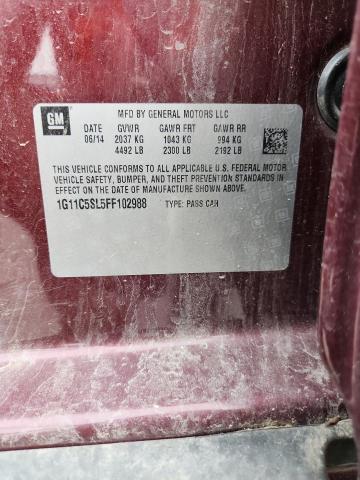 GM
MFD BY GENERAL MOTORS LLC
DATE GVWR GAWR FRT GAWR RR
06/14 2037 KG 1043 KG 994 KG
4492 LB 2300 LB 2192 LB
THIS VEHICLE CONFORMS TO ALL APPLICABLE U.S. FEDERAL MOTOR
VEHICLE SAFETY, BUMPER, AND THEFT PREVENTION STANDARDS IN
EFFECT ON THE DATE OF MANUFACTURE SHOWN ABOVE.
1G11C5SL5FF102988 TYPE: PASS CAR